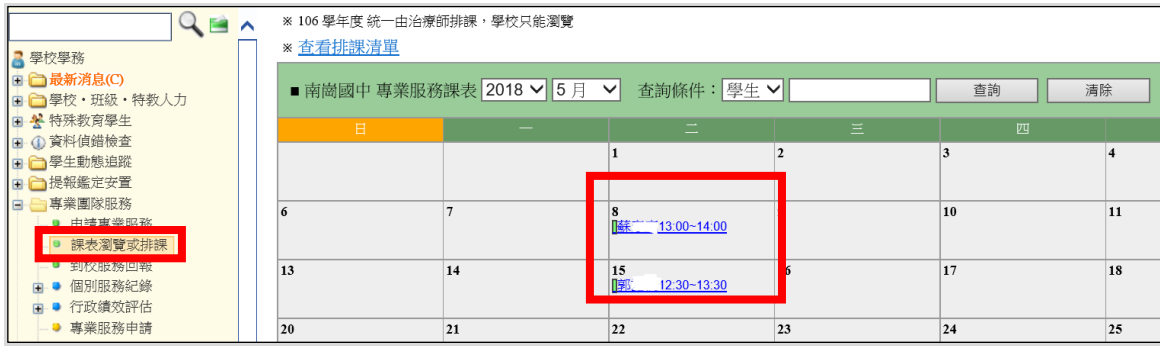 ※ 106 學年度 統一由治療師排課，學校只能瀏覽
※ 查看排課清單
學校學務
最新消息(C)
學校・班級・特教人力
特殊教育學生
資料偵錯檢查
學生動態追蹤
提報鑑定安置
專業團隊服務
申請專業服務
課表瀏覽或排課
到校服務回報
個別服務紀錄
行政績效評估
專業服務申請
■ 南崗國中 專業服務課表 2018 5 月 查詢條件： 學生 查詢 清除
日 一 二 三 四
1 2 3 4
6 7 8 10 11
蘇 13:00~14:00
13 14 15 16 17 18
郭 12:30~13:30
20 21 22 23 24 25